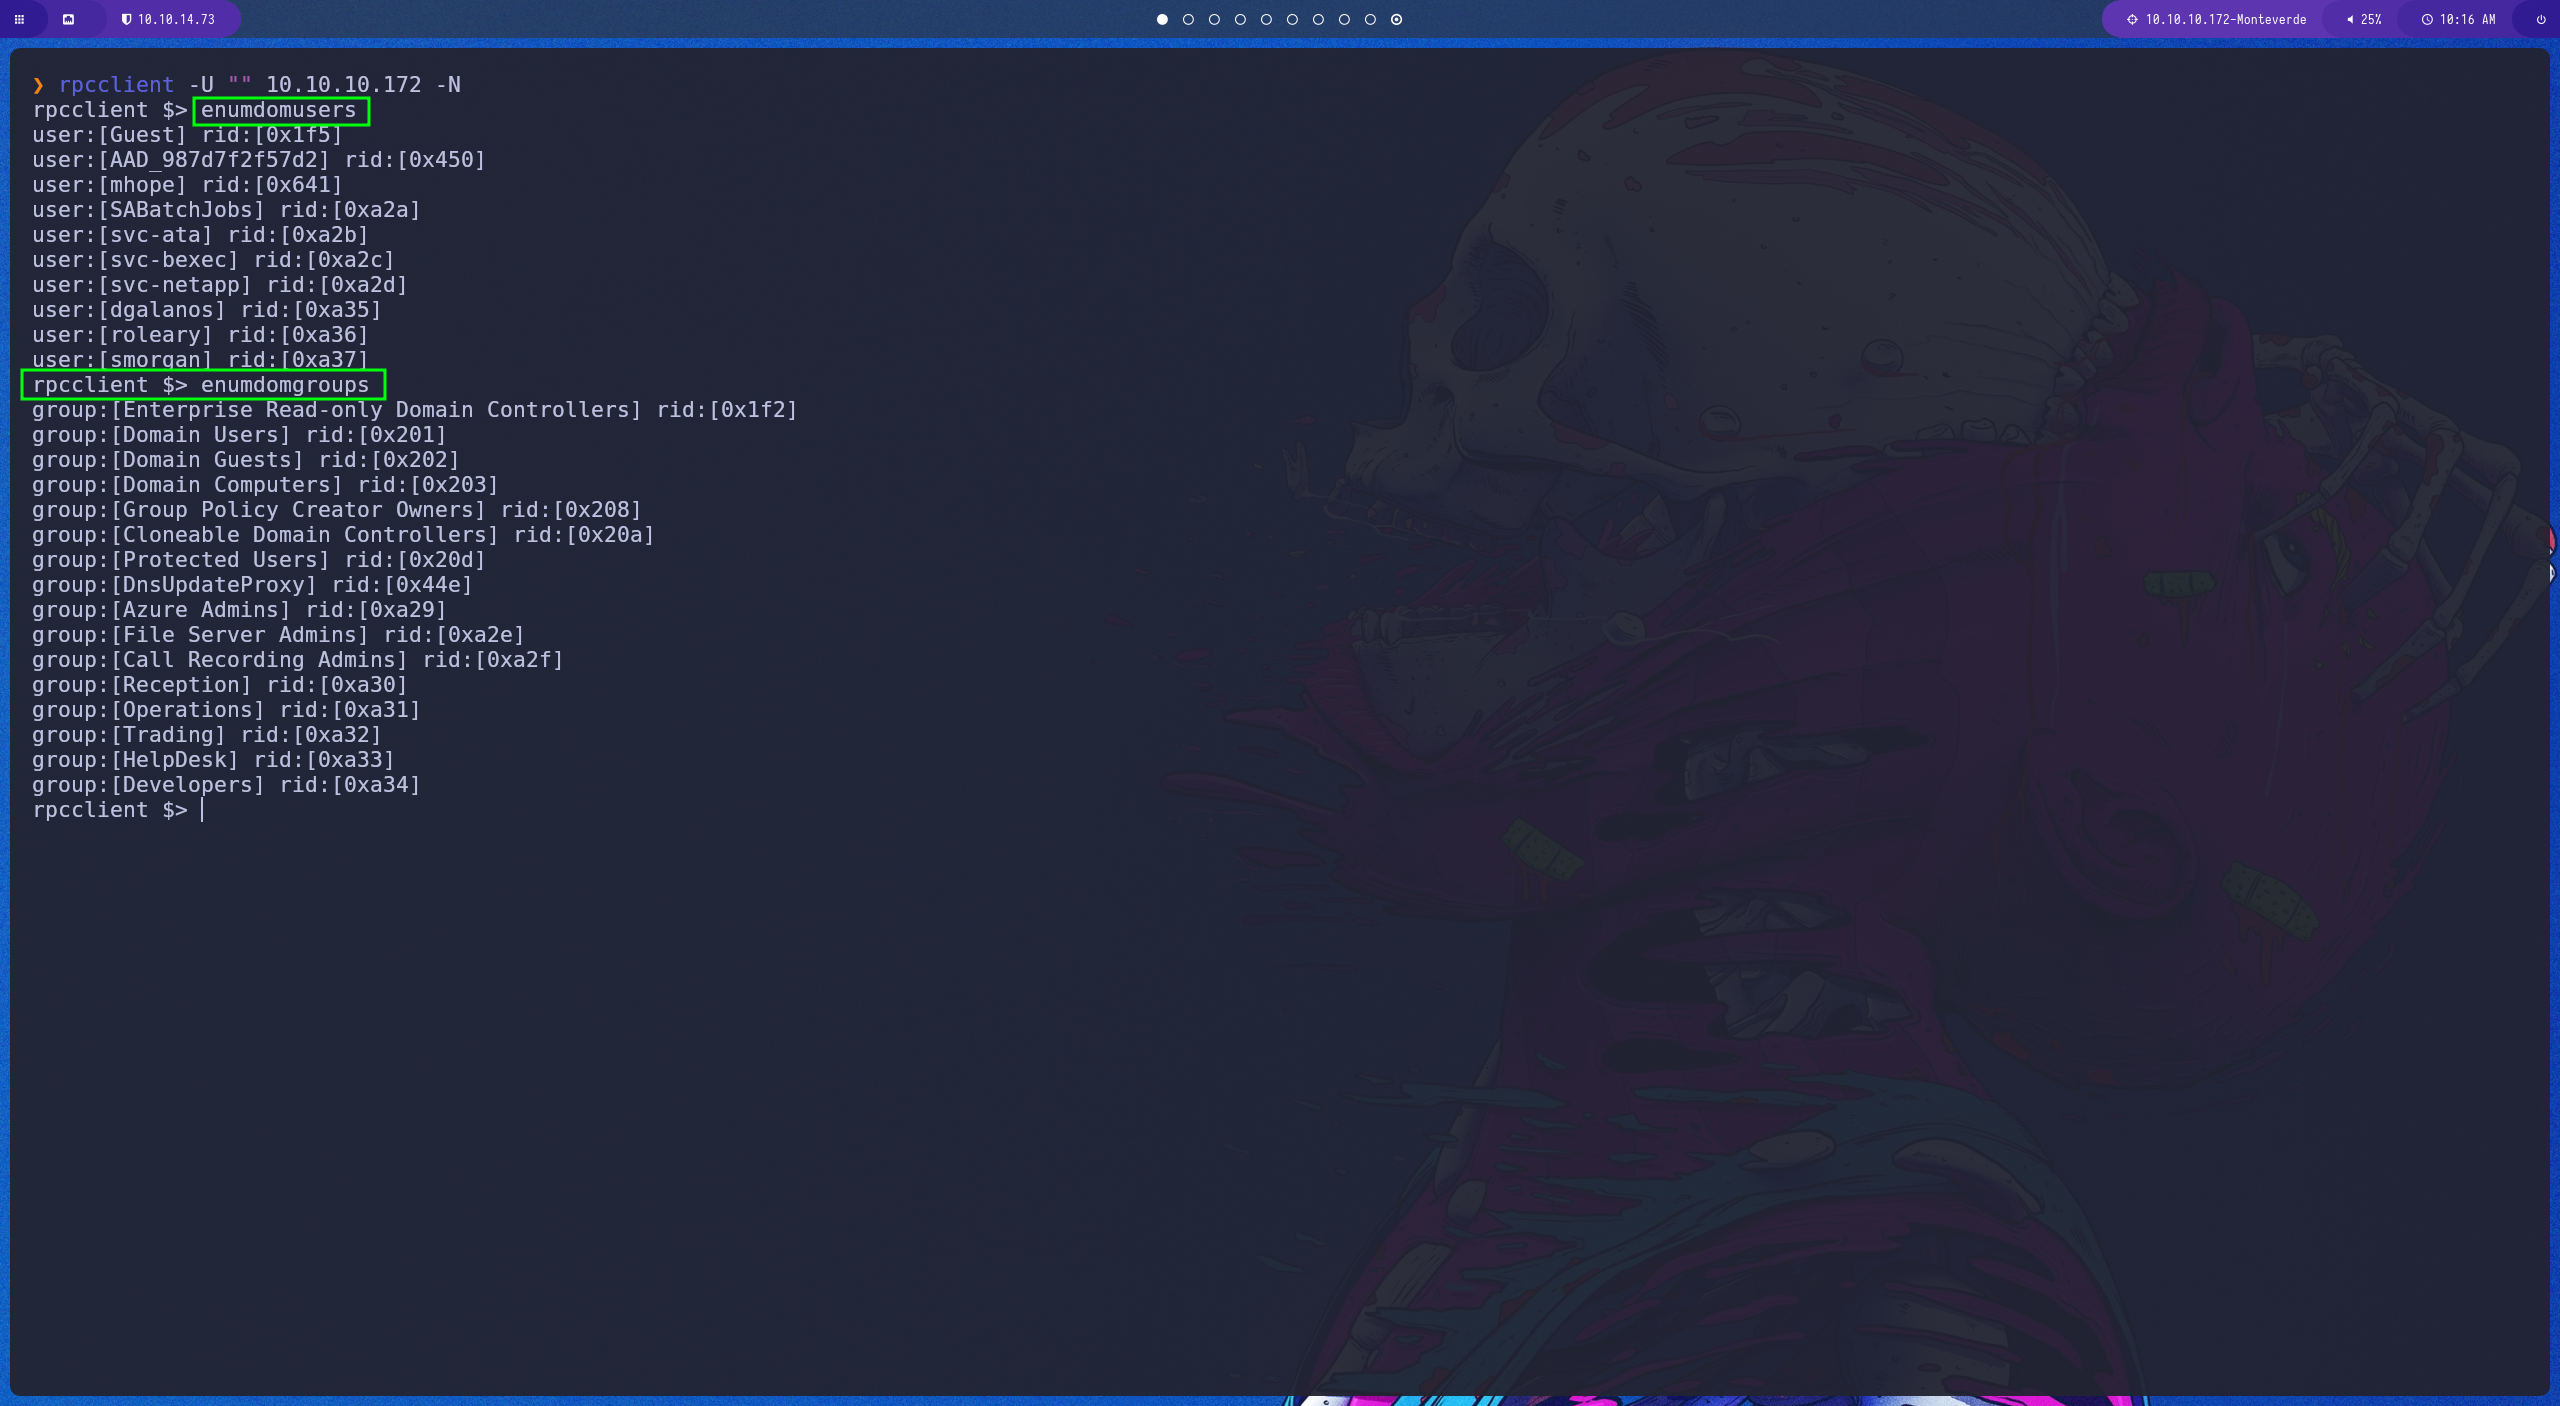 10.10.14.73
10.10.10.172-Monteverde
25%
10:16 AM
❯ rpcclient -U "" 10.10.10.172 -N
rpcclient $> enumdomusers
user:[Guest] rid:[0x1f5]
user:[AAD_987d7f2f57d2] rid:[0x450]
user:[mhope] rid:[0x641]
user:[SABatchJobs] rid:[0xa2a]
user:[svc-ata] rid:[0xa2b]
user:[svc-bexec] rid:[0xa2c]
user:[svc-netapp] rid:[0xa2d]
user:[dgalanos] rid:[0xa35]
user:[roleary] rid:[0xa36]
user:[smorgan] rid:[0xa37]
rpcclient $> enumdomgroups
group:[Enterprise Read-only Domain Controllers] rid:[0x1f2]
group:[Domain Users] rid:[0x201]
group:[Domain Guests] rid:[0x202]
group:[Domain Computers] rid:[0x203]
group:[Group Policy Creator Owners] rid:[0x208]
group:[Cloneable Domain Controllers] rid:[0x20a]
group:[Protected Users] rid:[0x20d]
group:[DnsUpdateProxy] rid:[0x44e]
group:[Azure Admins] rid:[0xa29]
group:[File Server Admins] rid:[0xa2e]
group:[Call Recording Admins] rid:[0xa2f]
group:[Reception] rid:[0xa30]
group:[Operations] rid:[0xa31]
group:[Trading] rid:[0xa32]
group:[HelpDesk] rid:[0xa33]
group:[Developers] rid:[0xa34]
rpcclient $>